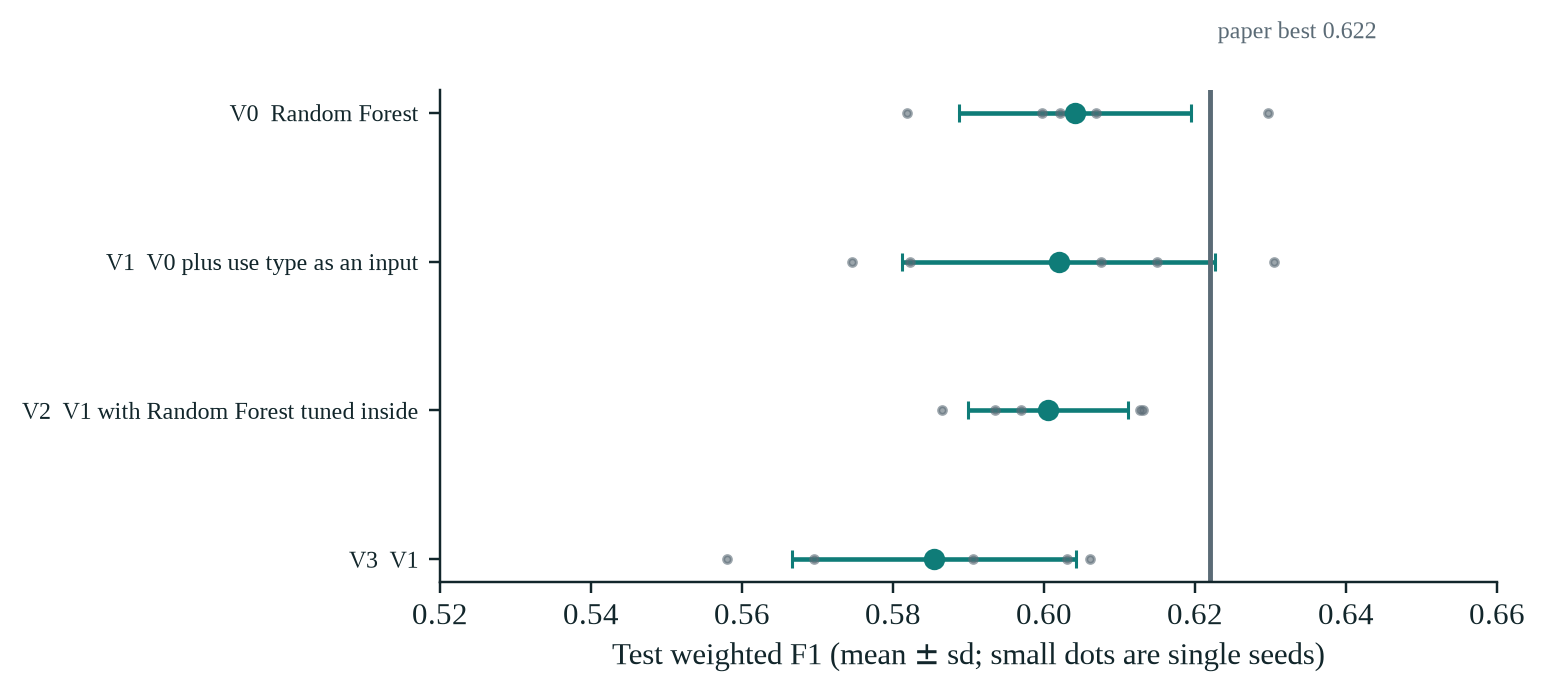 paper best 0.622
V0 Random Forest
V1 V0 plus use type as an input
V2 V1 with Random Forest tuned inside
V3 V1
0.52 0.54 0.56 0.58 0.60 0.62 0.64 0.66
Test weighted F1 (mean ± sd; small dots are single seeds)